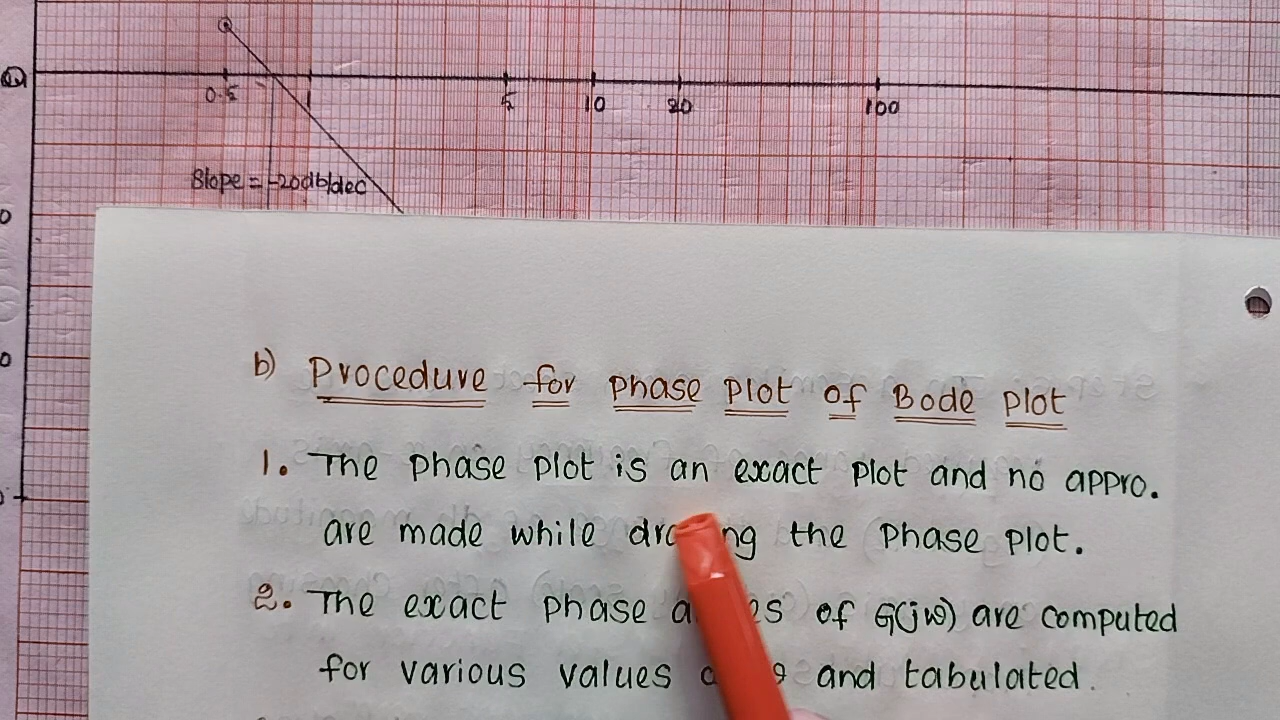 0.5 1 5 10 20 100
Slope = -20db/dec
b) Procedure for phase plot of Bode plot
1. The phase plot is an exact plot and no appro.
are made while the phase plot.
2. The exact phase of G(jω) are computed
for various values and tabulated.